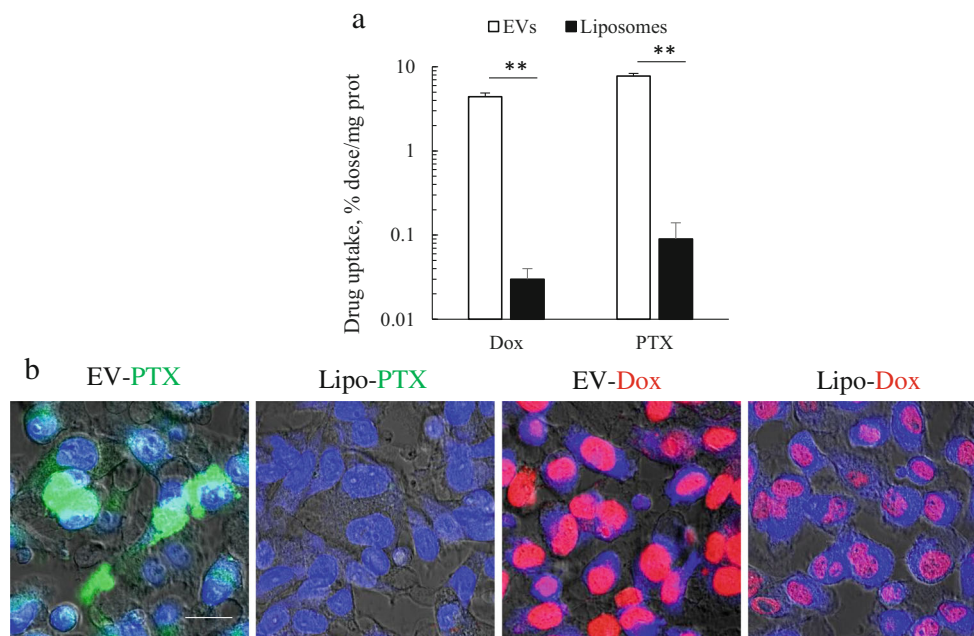 a
EVs Liposomes
** **
Drug uptake, % dose/mg prot
10
1
0.1
0.01
Dox PTX
b
EV-PTX Lipo-PTX EV-Dox Lipo-Dox